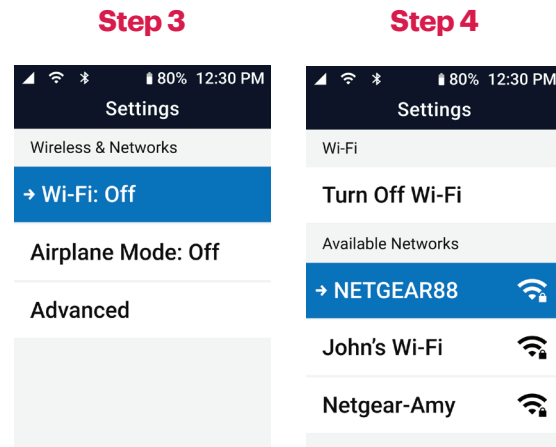 Step 3
80% 12:30 PM
Settings
Wireless & Networks
→ Wi-Fi: Off
Airplane Mode: Off
Advanced
Step 4
80% 12:30 PM
Settings
Wi-Fi
Turn Off Wi-Fi
Available Networks
→ NETGEAR88
John’s Wi-Fi
Netgear-Amy